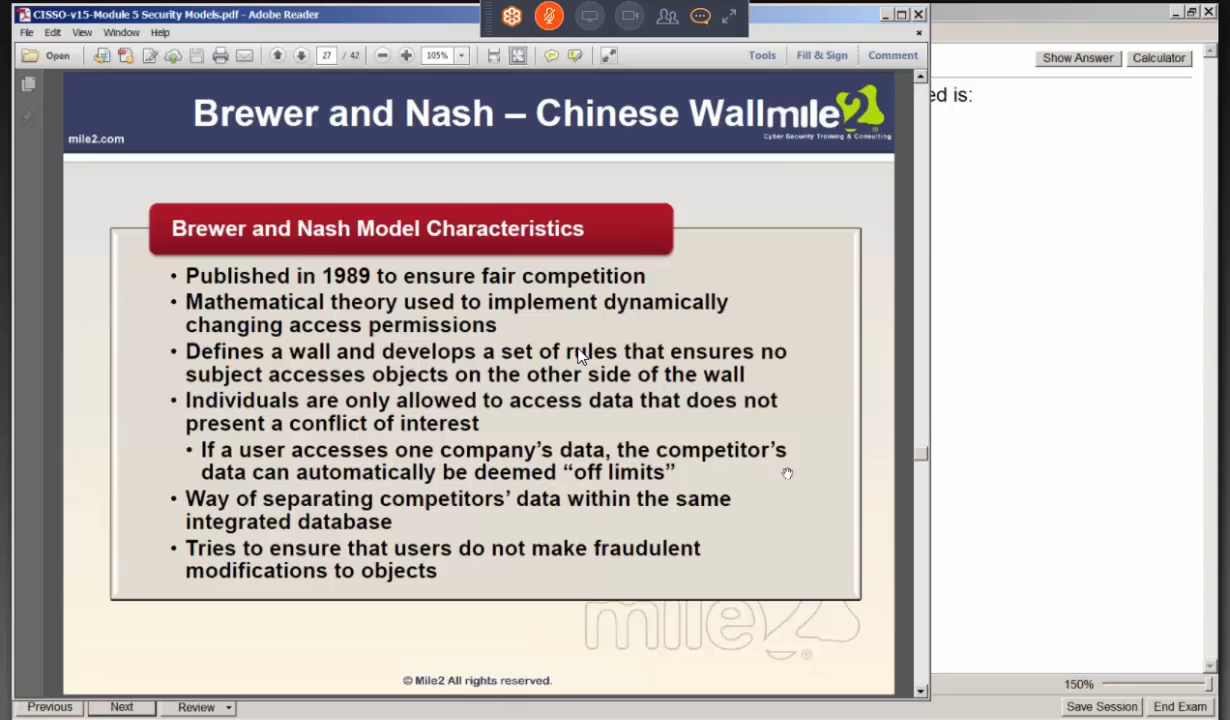 CISSO-v15-Module 5 Security Models.pdf - Adobe Reader
File Edit View Window Help
Open 27 / 42 105% Tools Fill & Sign Comment
Show Answer Calculator
ed is:
Brewer and Nash – Chinese Wall
mile2
Cyber Security Training & Consulting
mile2.com
Brewer and Nash Model Characteristics
• Published in 1989 to ensure fair competition
• Mathematical theory used to implement dynamically
changing access permissions
• Defines a wall and develops a set of rules that ensures no
subject accesses objects on the other side of the wall
• Individuals are only allowed to access data that does not
present a conflict of interest
• If a user accesses one company's data, the competitor's
data can automatically be deemed “off limits”
• Way of separating competitors' data within the same
integrated database
• Tries to ensure that users do not make fraudulent
modifications to objects
mile2
© Mile2 All rights reserved.
150%
Previous Next Review Save Session End Exam